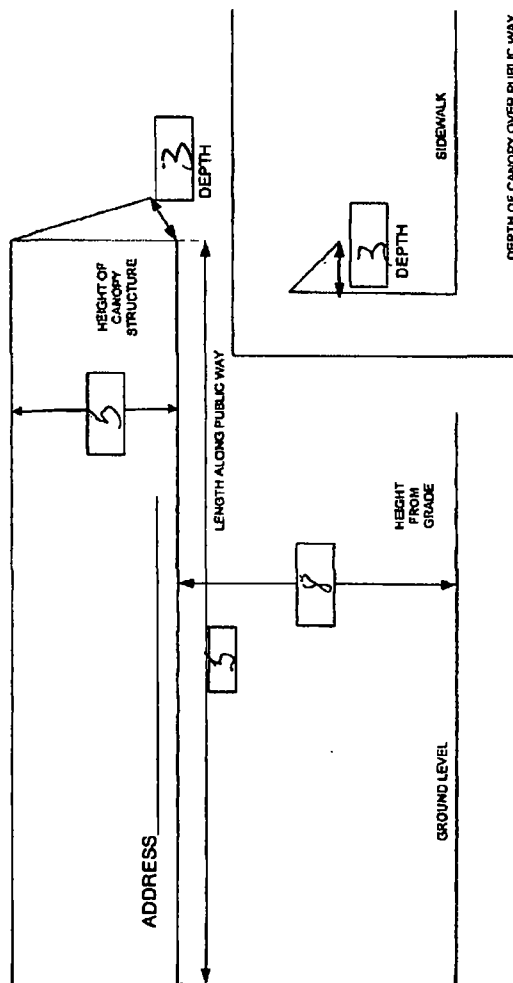 3
DEPTH
HEIGHT OF
CANOPY
STRUCTURE
5
LENGTH ALONG PUBLIC WAY
ADDRESS
5
8
HEIGHT
FROM
GRADE
GROUND LEVEL
3
DEPTH
SIDEWALK
DEPTH OF CANOPY OVER PUBLIC WAY